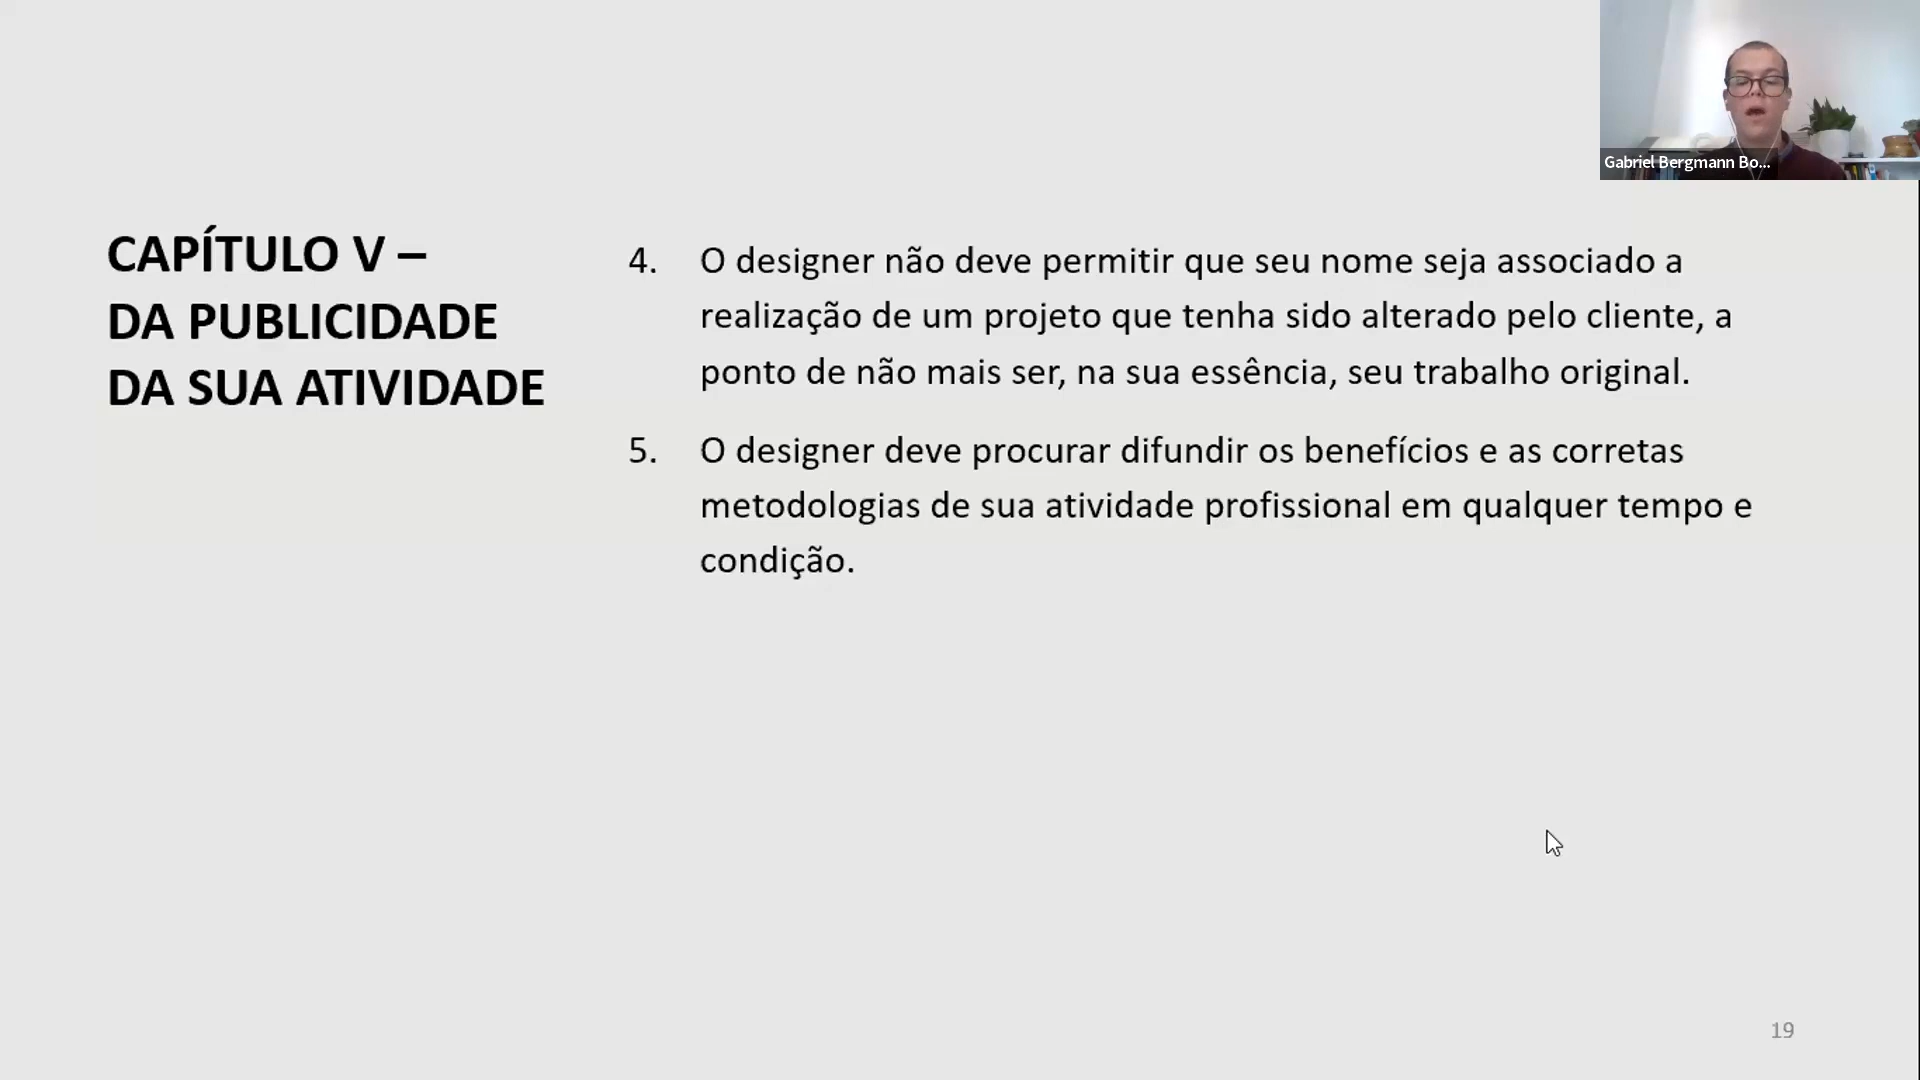 Gabriel Bergmann Bo...
CAPÍTULO V –
DA PUBLICIDADE
DA SUA ATIVIDADE
4. O designer não deve permitir que seu nome seja associado a
realização de um projeto que tenha sido alterado pelo cliente, a
ponto de não mais ser, na sua essência, seu trabalho original.
5. O designer deve procurar difundir os benefícios e as corretas
metodologias de sua atividade profissional em qualquer tempo e
condição.
19